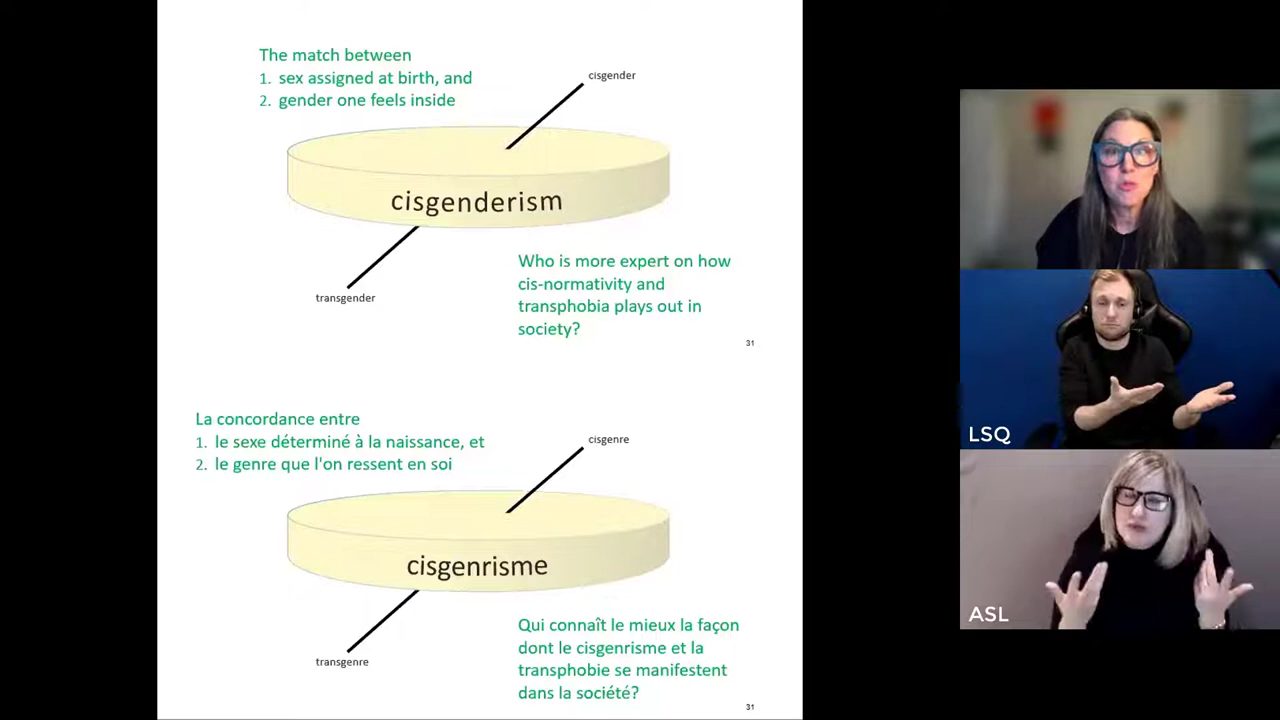 The match between
1. sex assigned at birth, and
2. gender one feels inside
cisgender
cisgenderism
transgender
Who is more expert on how
cis-normativity and
transphobia plays out in
society?
31
La concordance entre
1. le sexe déterminé à la naissance, et
2. le genre que l'on ressent en soi
cisgenre
cisgenrisme
transgenre
Qui connaît le mieux la façon
dont le cisgenrisme et la
transphobie se manifestent
dans la société?
31
LSQ
ASL